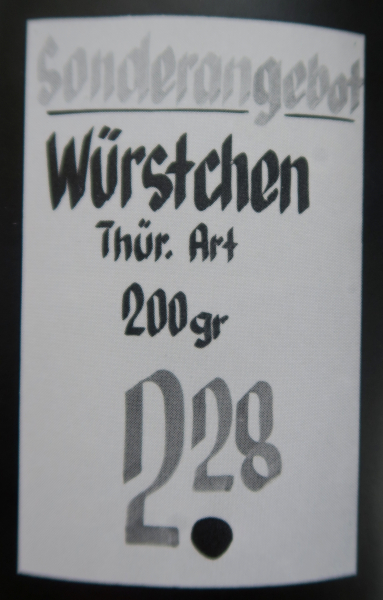 Sonderangebot
Würstchen
Thür. Art
200gr
2.28